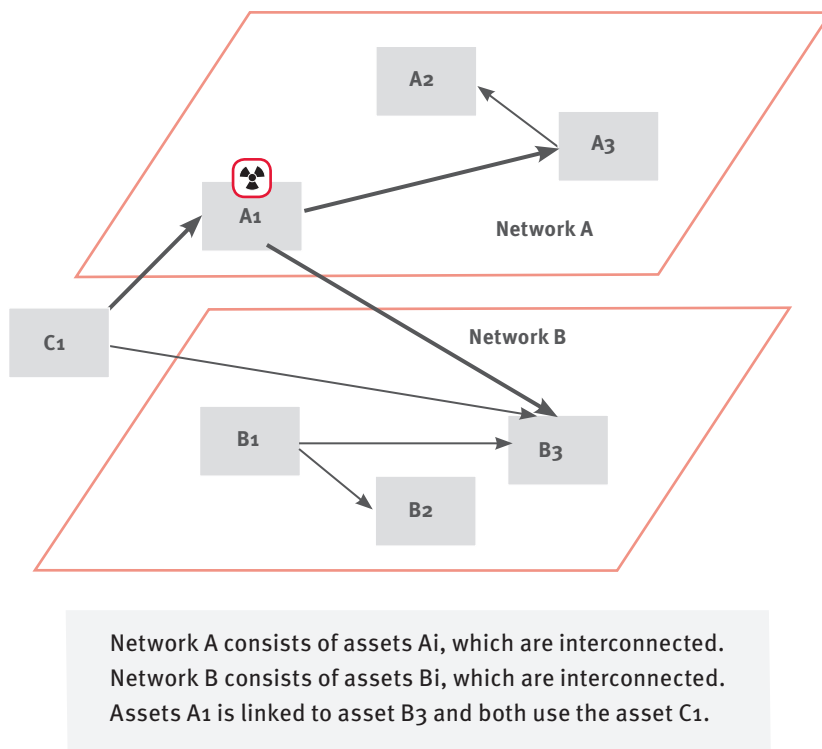 A2
A3
A1
Network A
C1
Network B
B1
B3
B2
Network A consists of assets Ai, which are interconnected.
Network B consists of assets Bi, which are interconnected.
Assets A1 is linked to asset B3 and both use the asset C1.